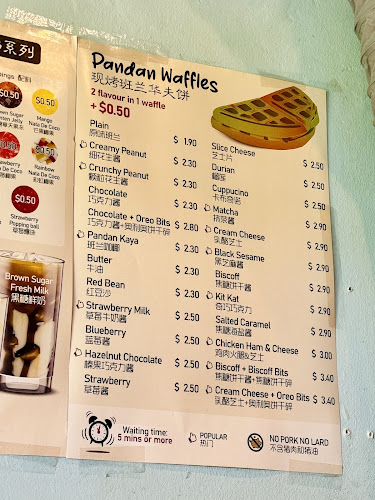 系列
pings 配料
$0.50
$0.50
Brown Sugar
Mango
Nata De Coco
Nata De Coco
$0.50
Rainbow
Nata De Coco
$0.50
Strawberry
Popping ball
Brown Sugar
Fresh Milk
黑糖鲜奶
Pandan Waffles
现烤班兰华夫饼
2 flavour in 1 waffle
+ $0.50
Plain
原味班兰
$ 1.90
Creamy Peanut
细花生酱
$ 2.30
Crunchy Peanut
颗粒花生酱
$ 2.30
Chocolate
巧克力酱
$ 2.30
Chocolate + Oreo Bits
巧克力酱+奥利奥饼干碎
$ 2.80
Pandan Kaya
班兰咖椰
$ 2.30
Butter
牛油
$ 2.30
Red Bean
红豆沙
$ 2.30
Strawberry Milk
草莓牛奶酱
$ 2.50
Blueberry
蓝莓酱
$ 2.50
Hazelnut Chocolate
榛果巧克力酱
$ 2.50
Strawberry
草莓酱
$ 2.50
Slice Cheese
芝士片
$ 2.50
Durian
榴莲
$ 2.50
Cuppucino
卡布奇诺
$ 2.50
Matcha
抹茶酱
$ 2.50
Cream Cheese
乳酪芝士
$ 2.90
Black Sesame
黑芝麻酱
$ 2.90
Biscoff
焦糖饼酱
$ 2.90
Kit Kat
奇巧巧克力
$ 2.90
Salted Caramel
焦糖海盐酱
$ 2.90
Chicken Ham & Cheese
鸡肉火腿&芝士
$ 3.00
Biscoff + Biscoff Bits
焦糖饼干酱+焦糖饼干碎
$ 3.40
Cream Cheese + Oreo Bits
乳酪芝士+奥利奥饼干碎
$ 3.40
Waiting time:
5 mins or more
POPULAR
热门
NO PORK NO LARD
不含猪肉和猪油